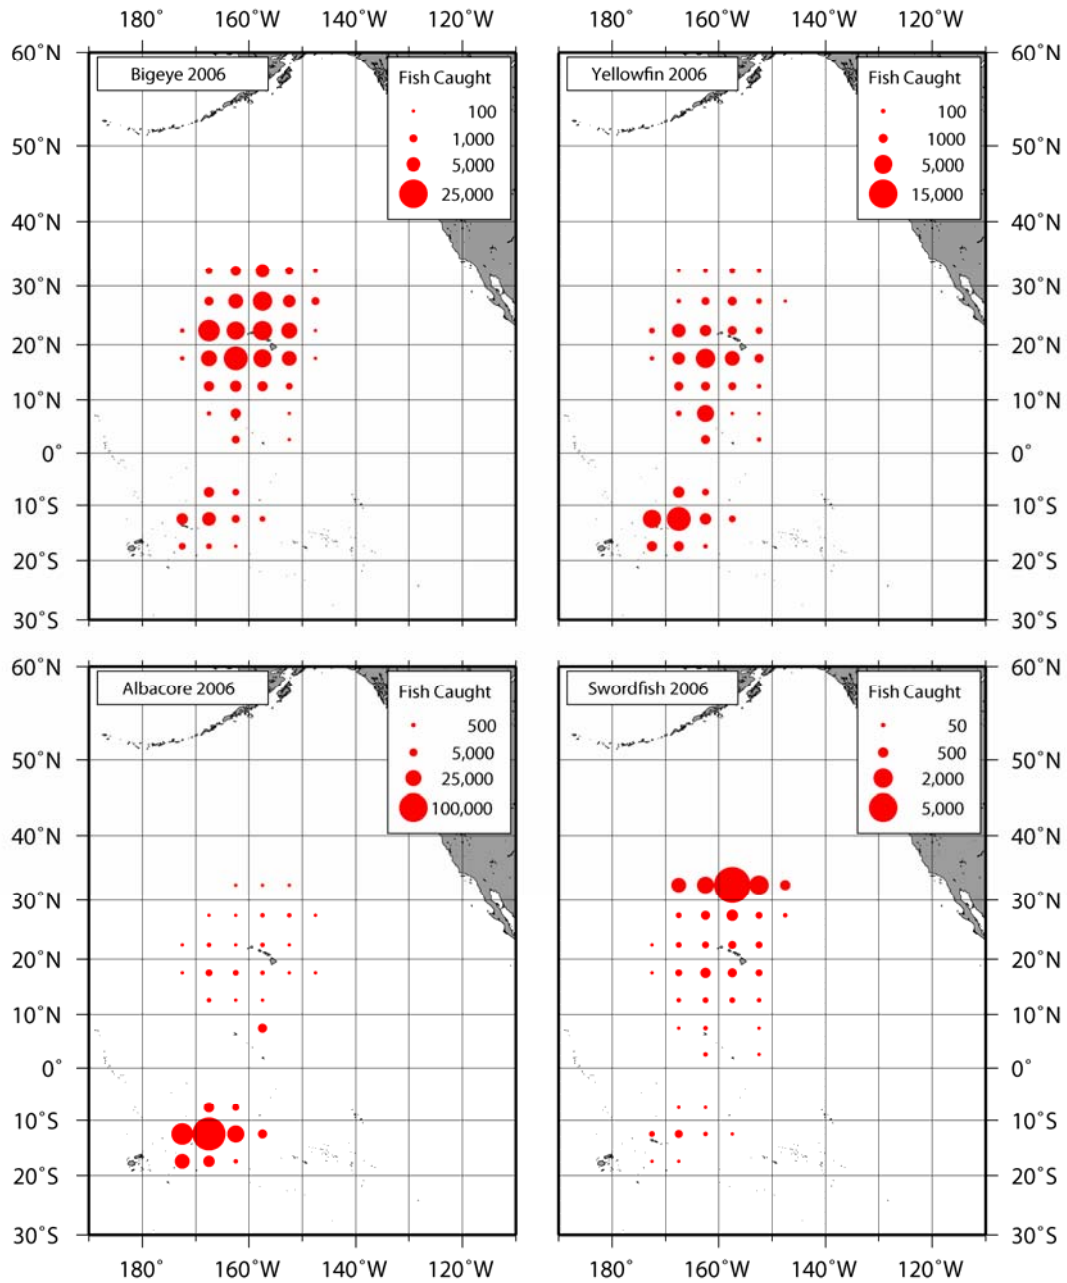 180° 160°W 140°W 120°W 180° 160°W 140°W 120°W
60°N 60°N
Bigeye 2006 Fish Caught Yellowfin 2006 Fish Caught
100 100
1,000 1000
50°N 5,000 5,000 50°N
25,000 15,000
40°N 40°N
30°N 30°N
20°N 20°N
10°N 10°N
0° 0°
10°S 10°S
20°S 20°S
30°S 30°S
60°N 60°N
Albacore 2006 Fish Caught Swordfish 2006 Fish Caught
500 50
5,000 500
50°N 25,000 2,000 50°N
100,000 5,000
40°N 40°N
30°N 30°N
20°N 20°N
10°N 10°N
0° 0°
10°S 10°S
20°S 20°S
30°S 30°S
180° 160°W 140°W 120°W 180° 160°W 140°W 120°W